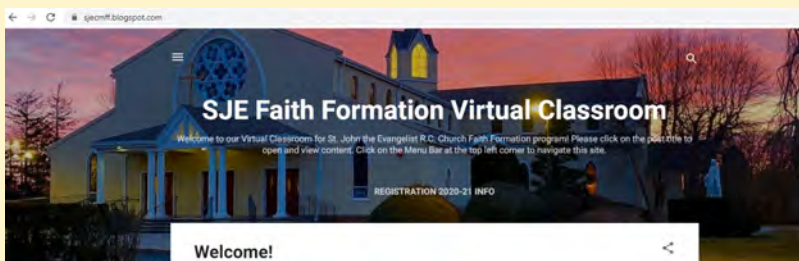 sjecmff.blogspot.com
SJE Faith Formation Virtual Classroom
Welcome to our Virtual Classroom for St. John the Evangelist R.C. Church Faith Formation program! Please click on the post title to
open and view content. Click on the Menu Bar at the top left corner to navigate this site.
REGISTRATION 2020-21 INFO
Welcome!